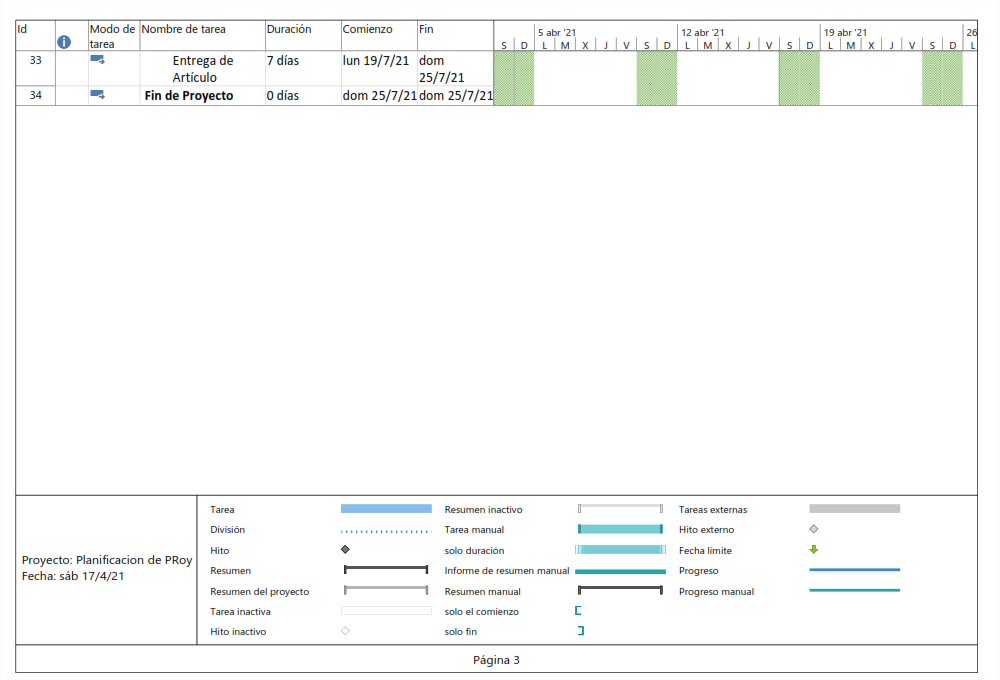 Id Modo de tarea Nombre de tarea Duración Comienzo Fin 5 abr '21 12 abr '21 19 abr '21 26
S D L M X J V S D L M X J V S D L M X J V S D L
33 Entrega de Artículo 7 días lun 19/7/21 dom 25/7/21
34 Fin de Proyecto 0 días dom 25/7/21 dom 25/7/21
Proyecto: Planificacion de PRoy
Fecha: sáb 17/4/21
Tarea Resumen inactivo Tareas externas
División Tarea manual Hito externo
Hito solo duración Fecha límite
Resumen Informe de resumen manual Progreso
Resumen del proyecto Resumen manual Progreso manual
Tarea inactiva solo el comienzo
Hito inactivo solo fin
Página 3